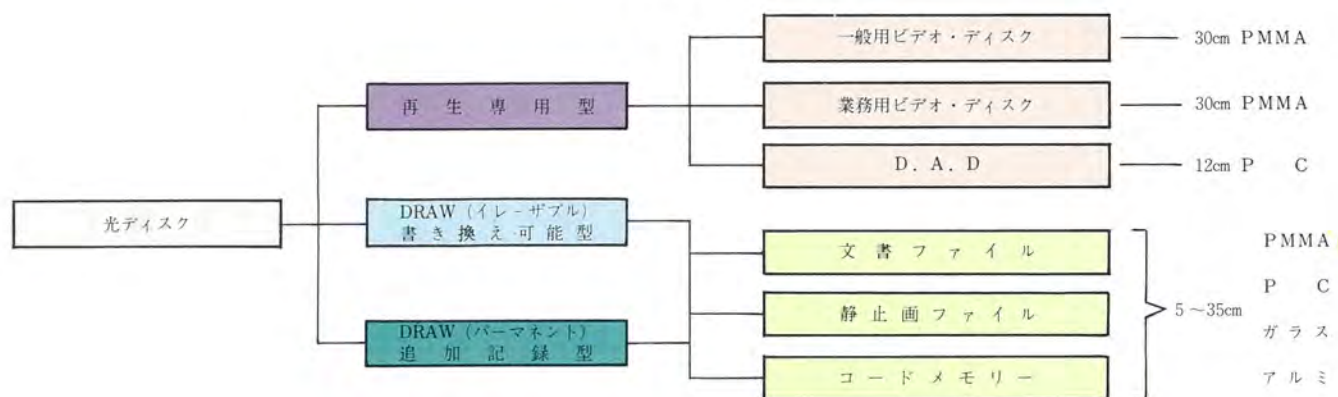 光ディスク
再生専用型
DRAW (イレ-ザブル)
書き換え可能型
DRAW (パーマネント)
追加記録型
一般用ビデオ・ディスク
30cm PMMA
業務用ビデオ・ディスク
30cm PMMA
D.A.D
12cm P C
文書ファイル
静止画ファイル
コードメモリー
5~35cm
PMMA
P C
ガラス
アルミ